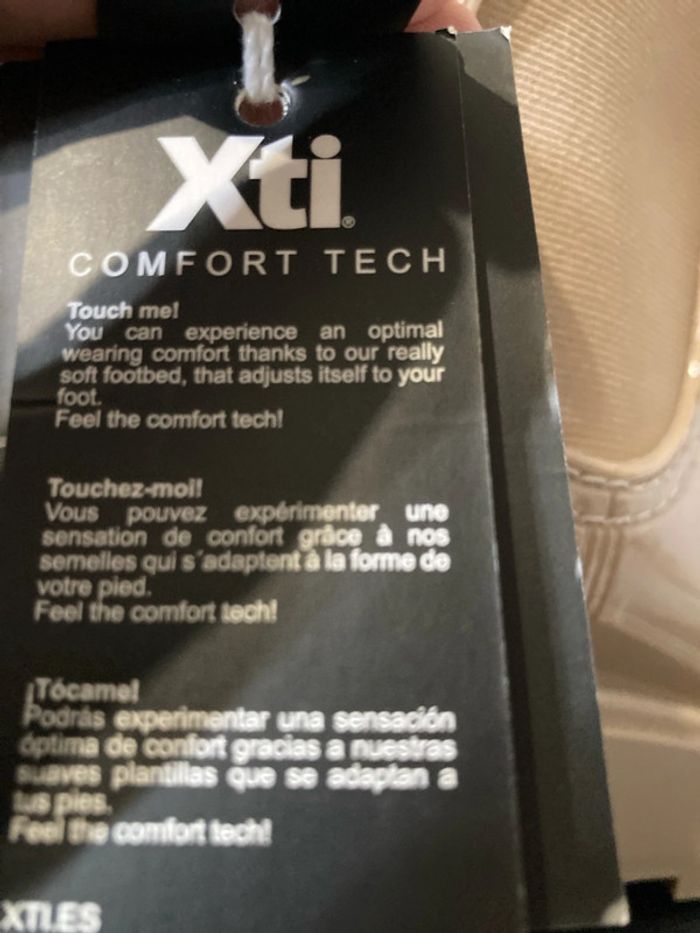 Xti®
COMFORT TECH
Touch me!
You can experience an optimal
wearing comfort thanks to our really
soft footbed, that adjusts itself to your
foot.
Feel the comfort tech!
Touchez-moi!
Vous pouvez expérimenter une
sensation de confort grâce à nos
semelles qui s´adaptent à la forme de
votre pied.
Feel the comfort tech!
¡Tócame!
Podrás experimentar una sensación
óptima de confort gracias a nuestras
suaves plantillas que se adaptan a
tus pies.
Feel the comfort tech!
XTI.ES